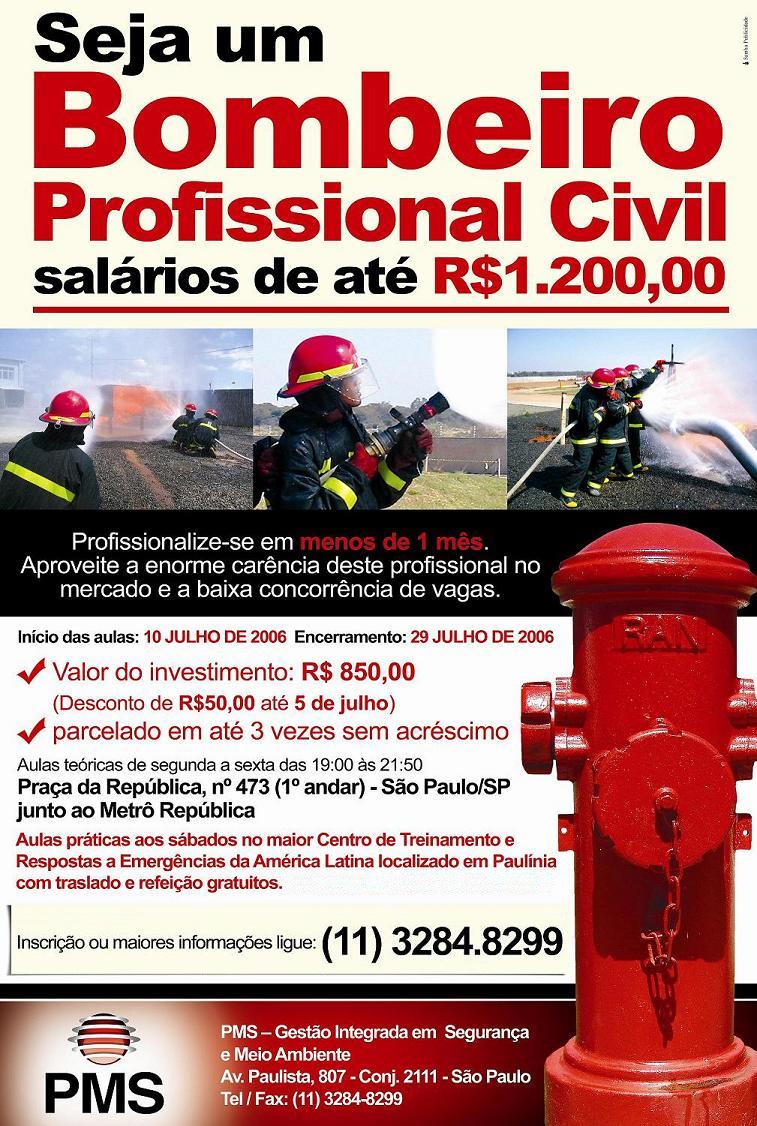 Seja um
Bombeiro
Profissional Civil
salários de até R$1.200,00
Sunha Publicidade
Profissionalize-se em menos de 1 mês.
Aproveite a enorme carência deste profissional no
mercado e a baixa concorrência de vagas.
Início das aulas: 10 JULHO DE 2006 Encerramento: 29 JULHO DE 2006
Valor do investimento: R$ 850,00
(Desconto de R$50,00 até 5 de julho)
parcelado em até 3 vezes sem acréscimo
Aulas teóricas de segunda a sexta das 19:00 às 21:50
Praça da República, nº 473 (1º andar) - São Paulo/SP
junto ao Metrô República
Aulas práticas aos sábados no maior Centro de Treinamento e
Respostas a Emergências da América Latina localizado em Paulínia
com traslado e refeição gratuitos.
Inscrição ou maiores informações ligue: (11) 3284.8299
RAN
PMS
PMS – Gestão Integrada em Segurança
e Meio Ambiente
Av. Paulista, 807 - Conj. 2111 - São Paulo
Tel / Fax: (11) 3284-8299